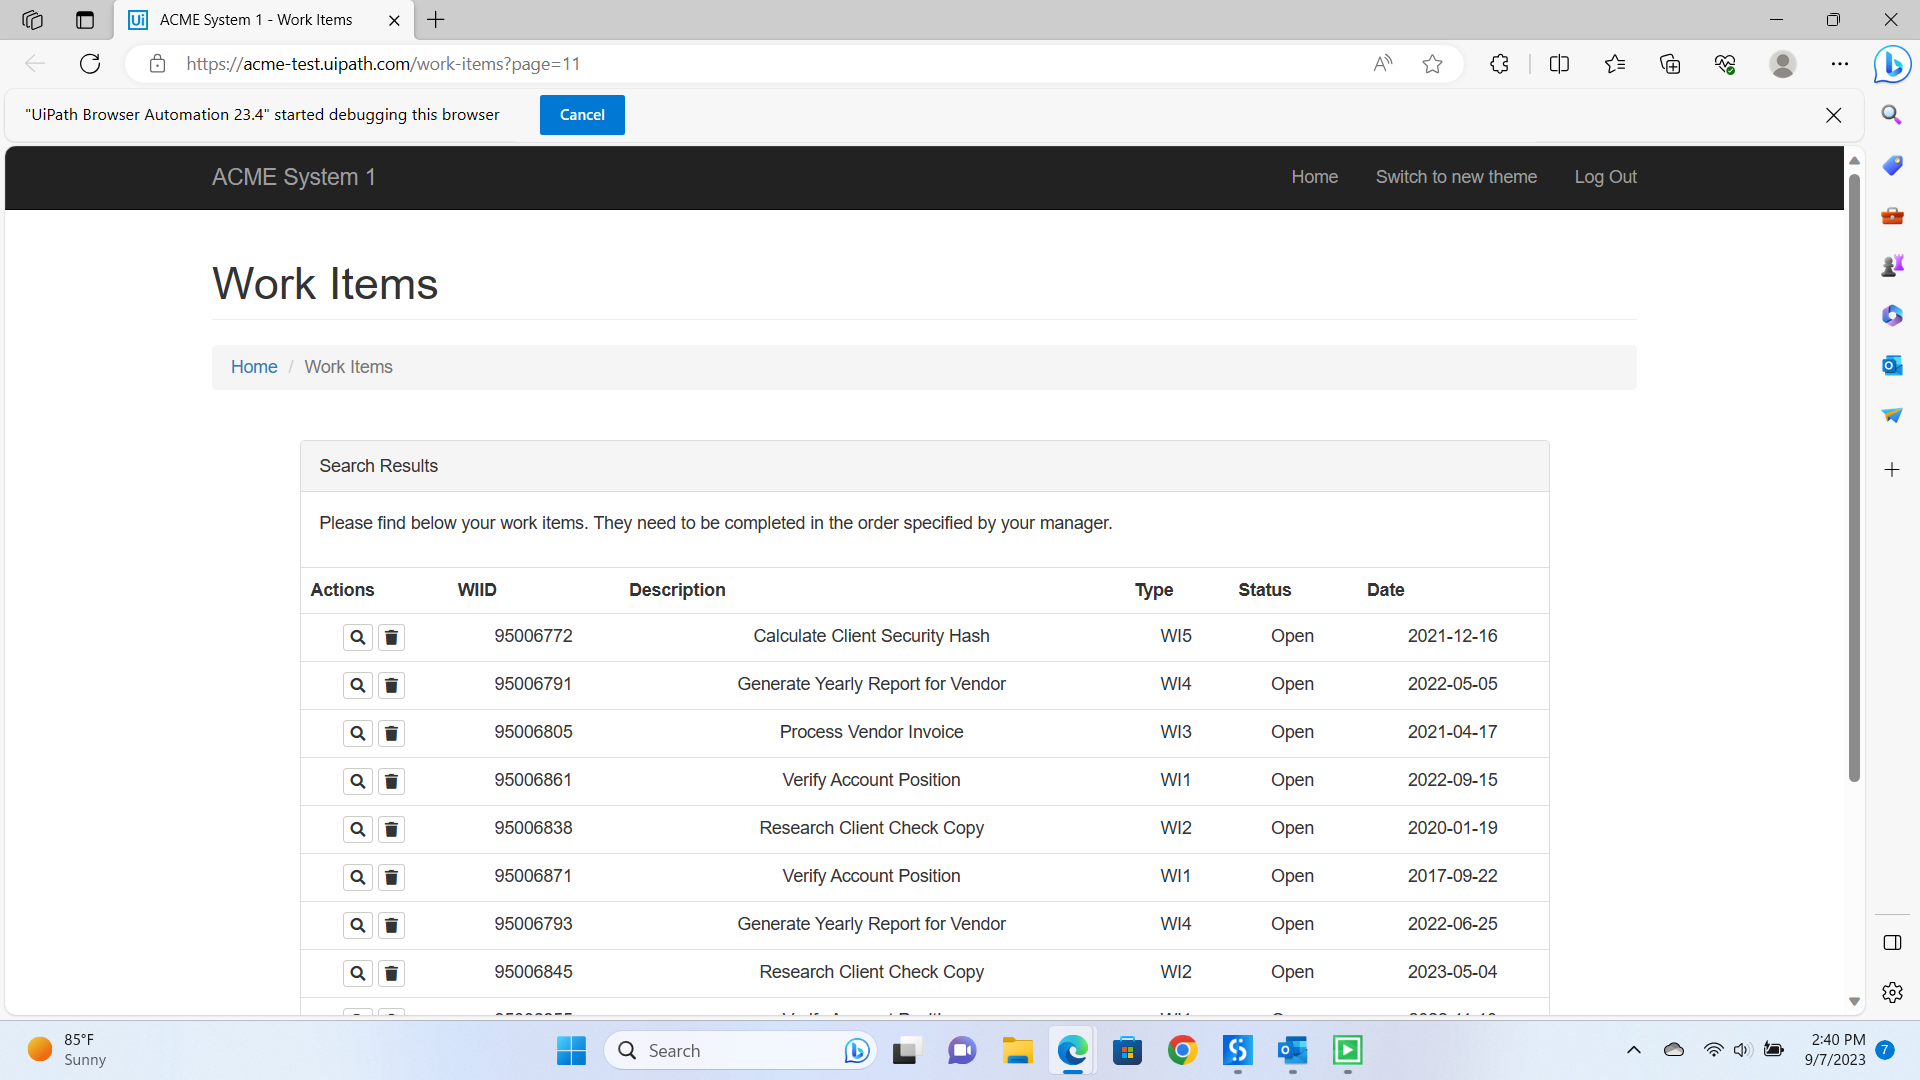 ACME System 1 - Work Items
https://acme-test.uipath.com/work-items?page=11
"UiPath Browser Automation 23.4" started debugging this browser Cancel
ACME System 1 Home Switch to new theme Log Out
Work Items
Home / Work Items
Search Results
Please find below your work items. They need to be completed in the order specified by your manager.
Actions WIID Description Type Status Date
95006772 Calculate Client Security Hash WI5 Open 2021-12-16
95006791 Generate Yearly Report for Vendor WI4 Open 2022-05-05
95006805 Process Vendor Invoice WI3 Open 2021-04-17
95006861 Verify Account Position WI1 Open 2022-09-15
95006838 Research Client Check Copy WI2 Open 2020-01-19
95006871 Verify Account Position WI1 Open 2017-09-22
95006793 Generate Yearly Report for Vendor WI4 Open 2022-06-25
95006845 Research Client Check Copy WI2 Open 2023-05-04
85°F
Sunny
Search
2:40 PM
9/7/2023
7